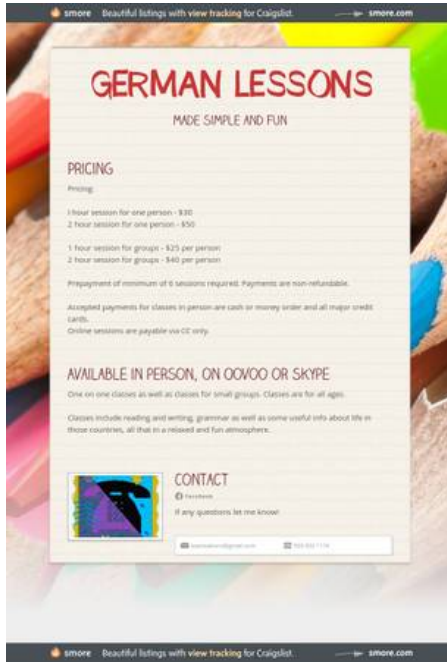 smore Beautiful listings with view tracking for Craigslist. smore.com
GERMAN LESSONS
MADE SIMPLE AND FUN
PRICING
Pricing:
1 hour session for one person - $30
2 hour session for one person - $50
1 hour session for groups - $25 per person
2 hour session for groups - $40 per person
Prepayment of minimum of 6 sessions required. Payments are non-refundable.
Accepted payments for classes in person are cash or money order and all major credit
cards.
Online sessions are payable via CC only.
AVAILABLE IN PERSON, ON OOVOO OR SKYPE
One on one classes as well as classes for small groups. Classes are for all ages.
Classes include reading and writing, grammar as well as some useful info about life in
those countries, all that in a relaxed and fun atmosphere.
CONTACT
Facebook
If any questions let me know!
smore Beautiful listings with view tracking for Craigslist. smore.com